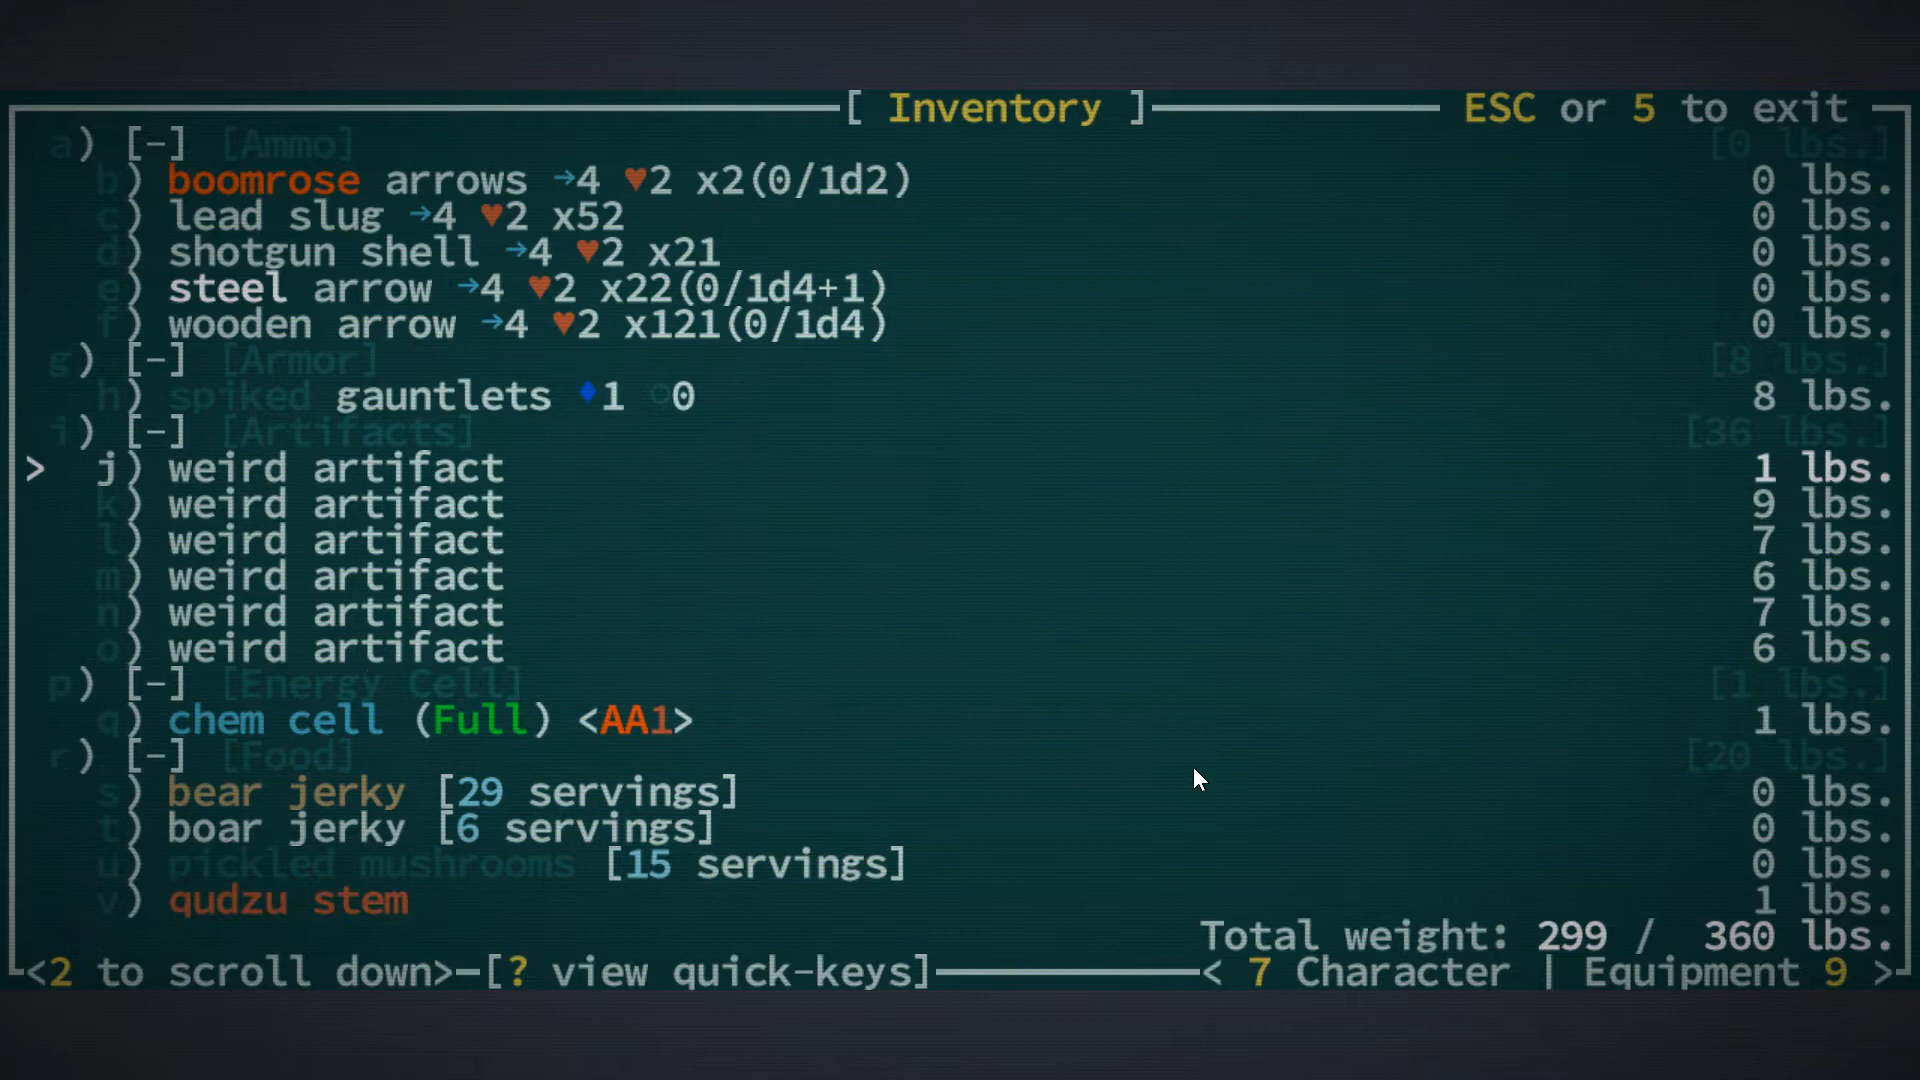 [ Inventory ] ESC or 5 to exit
a) [-] [Ammo] [0 lbs.]
b) boomrose arrows →4 ♥2 x2(0/1d2) 0 lbs.
c) lead slug →4 ♥2 x52 0 lbs.
d) shotgun shell →4 ♥2 x21 0 lbs.
e) steel arrow →4 ♥2 x22(0/1d4+1) 0 lbs.
f) wooden arrow →4 ♥2 x121(0/1d4) 0 lbs.
g) [-] [Armor] [8 lbs.]
h) spiked gauntlets ♦1 ○0 8 lbs.
i) [-] [Artifacts] [36 lbs.]
> j) weird artifact 1 lbs.
k) weird artifact 9 lbs.
l) weird artifact 7 lbs.
m) weird artifact 6 lbs.
n) weird artifact 7 lbs.
o) weird artifact 6 lbs.
p) [-] [Energy Cell] [1 lbs.]
q) chem cell (Full) <AA1> 1 lbs.
r) [-] [Food] [20 lbs.]
s) bear jerky [29 servings] 0 lbs.
t) boar jerky [6 servings] 0 lbs.
u) pickled mushrooms [15 servings] 0 lbs.
v) qudzu stem 1 lbs.
Total weight: 299 / 360 lbs.
<2 to scroll down> [? view quick-keys] < 7 Character | Equipment 9 >